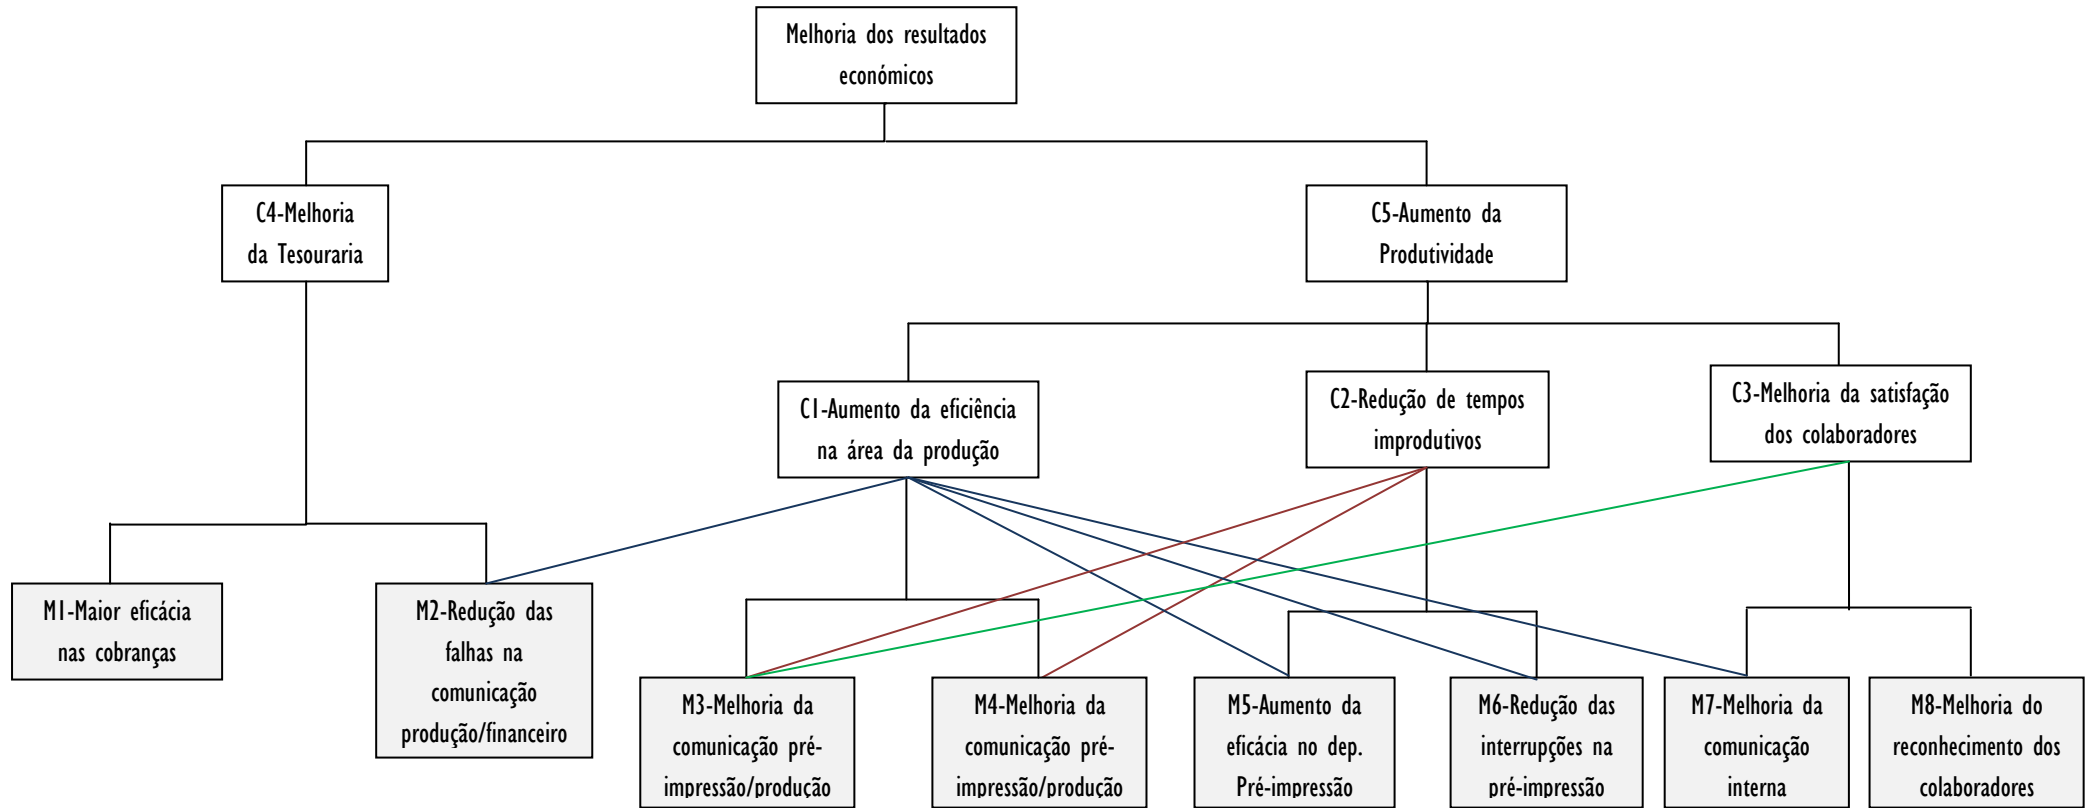 Melhoria dos resultados
económicos
C4-Melhoria
da Tesouraria
C5-Aumento da
Produtividade
C1-Aumento da eficiência
na área da produção
C2-Redução de tempos
improdutivos
C3-Melhoria da satisfação
dos colaboradores
M1-Maior eficácia
nas cobranças
M2-Redução das
falhas na
comunicação
produção/financeiro
M3-Melhoria da
comunicação pré-
impressão/produção
M4-Melhoria da
comunicação pré-
impressão/produção
M5-Aumento da
eficácia no dep.
Pré-impressão
M6-Redução das
interrupções na
pré-impressão
M7-Melhoria da
comunicação
interna
M8-Melhoria do
reconhecimento dos
colaboradores